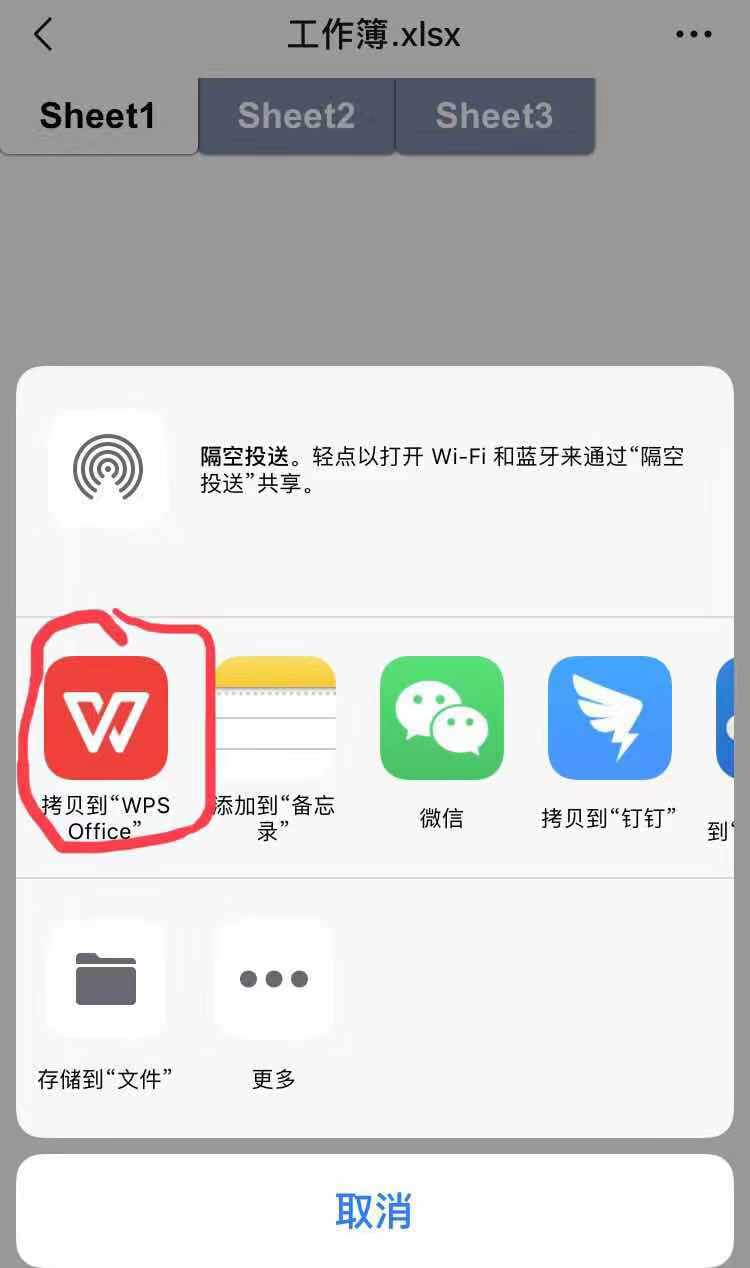 工作簿.xlsx
Sheet1 Sheet2 Sheet3
隔空投送。轻点以打开 Wi-Fi 和蓝牙来通过“隔空
投送”共享。
拷贝到“WPS
Office”
添加到“备忘
录”
微信
拷贝到“钉钉”
到“
存储到“文件”
更多
取消